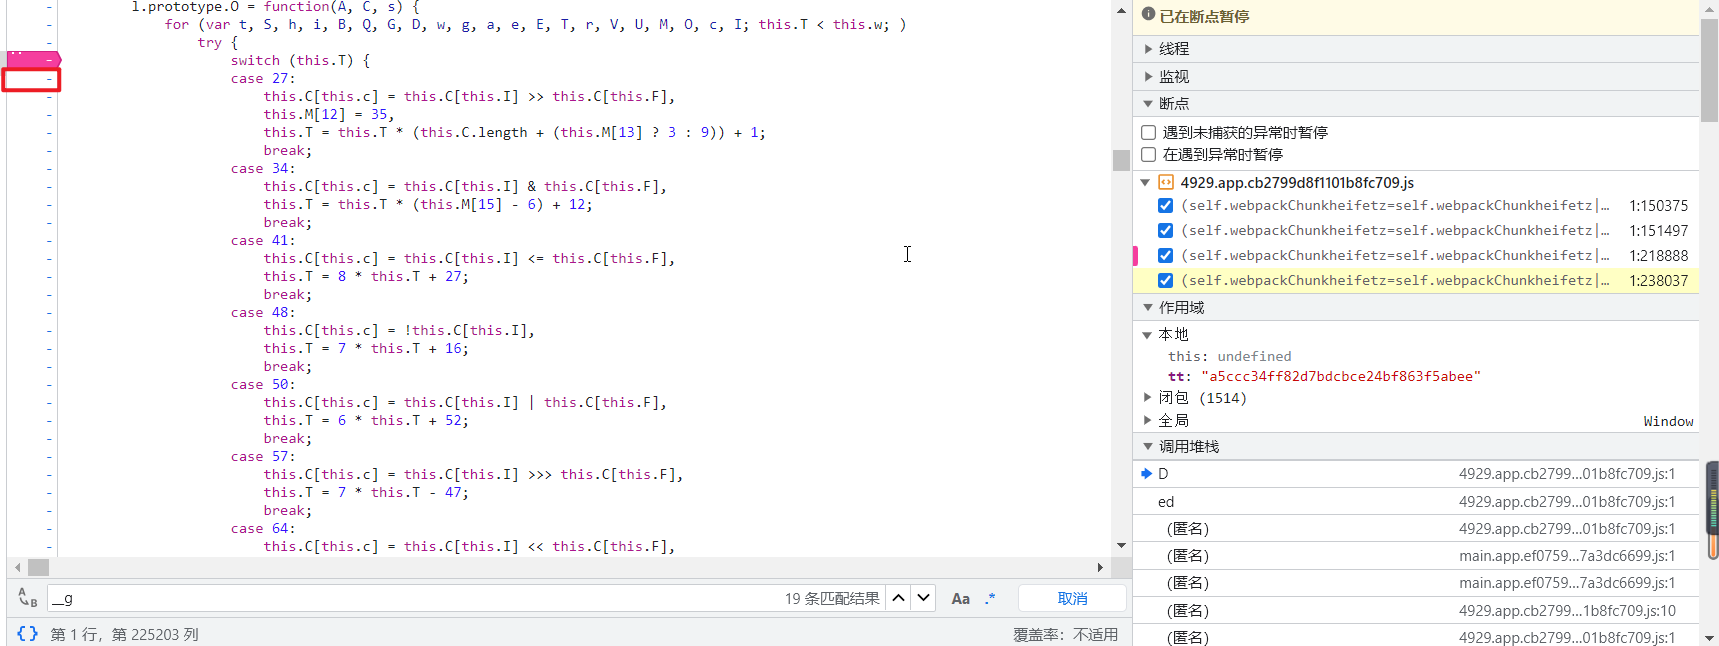 l.prototype.O = function(A, C, s) {
for (var t, S, h, i, B, Q, G, D, w, g, a, e, E, T, r, V, U, M, O, c, I; this.T < this.w; )
try {
switch (this.T) {
case 27:
this.C[this.c] = this.C[this.I] >> this.C[this.F],
this.M[12] = 35,
this.T = this.T * (this.C.length + (this.M[13] ? 3 : 9)) + 1;
break;
case 34:
this.C[this.c] = this.C[this.I] & this.C[this.F],
this.T = this.T * (this.M[15] - 6) + 12;
break;
case 41:
this.C[this.c] = this.C[this.I] <= this.C[this.F],
this.T = 8 * this.T + 27;
break;
case 48:
this.C[this.c] = !this.C[this.I],
this.T = 7 * this.T + 16;
break;
case 50:
this.C[this.c] = this.C[this.I] | this.C[this.F],
this.T = 6 * this.T + 52;
break;
case 57:
this.C[this.c] = this.C[this.I] >>> this.C[this.F],
this.T = 7 * this.T - 47;
break;
case 64:
this.C[this.c] = this.C[this.I] << this.C[this.F],
__g 19 条匹配结果 Aa .* 取消
{} 第 1 行，第 225203 列 覆盖率：不适用
已在断点暂停
线程
监视
断点
遇到未捕获的异常时暂停
在遇到异常时暂停
4929.app.cb2799d8f1101b8fc709.js
(self.webpackChunkheifetz=self.webpackChunkheifetz|… 1:150375
(self.webpackChunkheifetz=self.webpackChunkheifetz|… 1:151497
(self.webpackChunkheifetz=self.webpackChunkheifetz|… 1:218888
(self.webpackChunkheifetz=self.webpackChunkheifetz|… 1:238037
作用域
本地
this: undefined
tt: "a5ccc34ff82d7bdcbce24bf863f5abee"
闭包 (1514)
全局 Window
调用堆栈
D 4929.app.cb2799…01b8fc709.js:1
ed 4929.app.cb2799…01b8fc709.js:1
(匿名) 4929.app.cb2799…01b8fc709.js:1
(匿名) main.app.ef0759…7a3dc6699.js:1
(匿名) main.app.ef0759…7a3dc6699.js:1
(匿名) 4929.app.cb2799…1b8fc709.js:10
(匿名) 4929.app.cb2799…01b8fc709.js:1